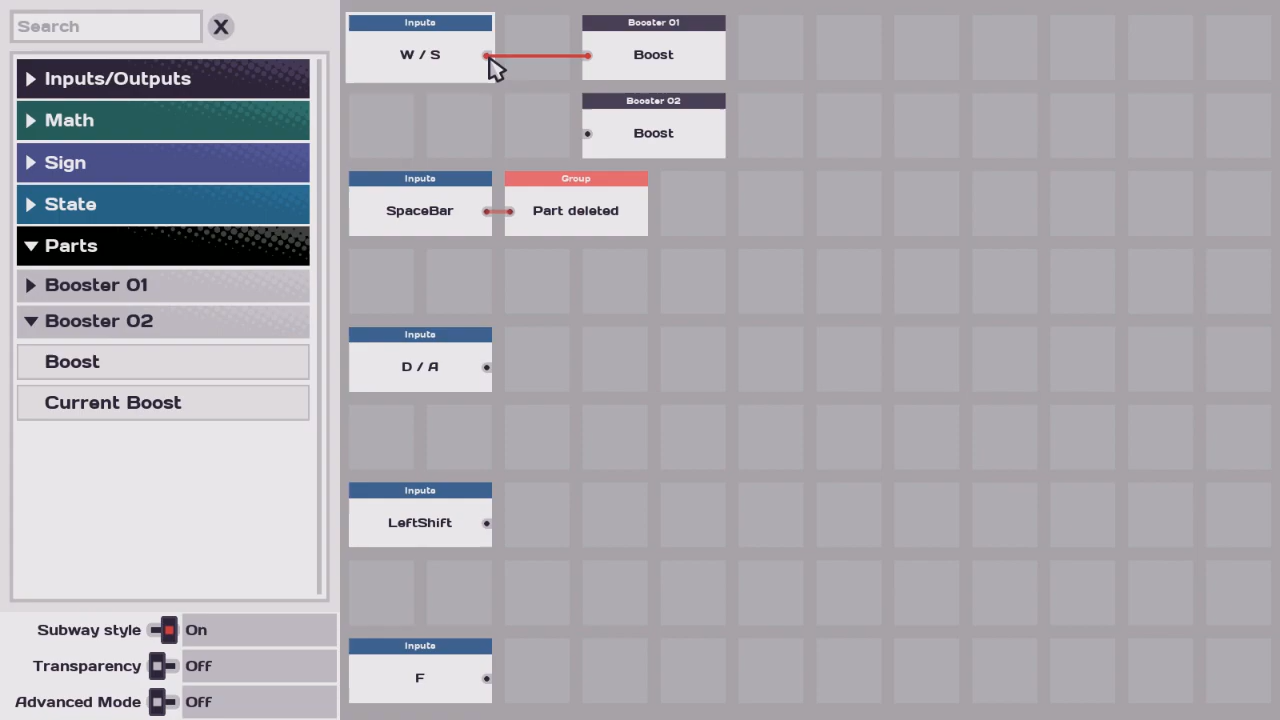 Search
X
Inputs/Outputs
Math
Sign
State
Parts
Booster 01
Booster 02
Boost
Current Boost
Subway style On
Transparency Off
Advanced Mode Off
Inputs
W / S
Booster 01
Boost
Booster 02
Boost
Inputs
SpaceBar
Group
Part deleted
Inputs
D / A
Inputs
LeftShift
Inputs
F